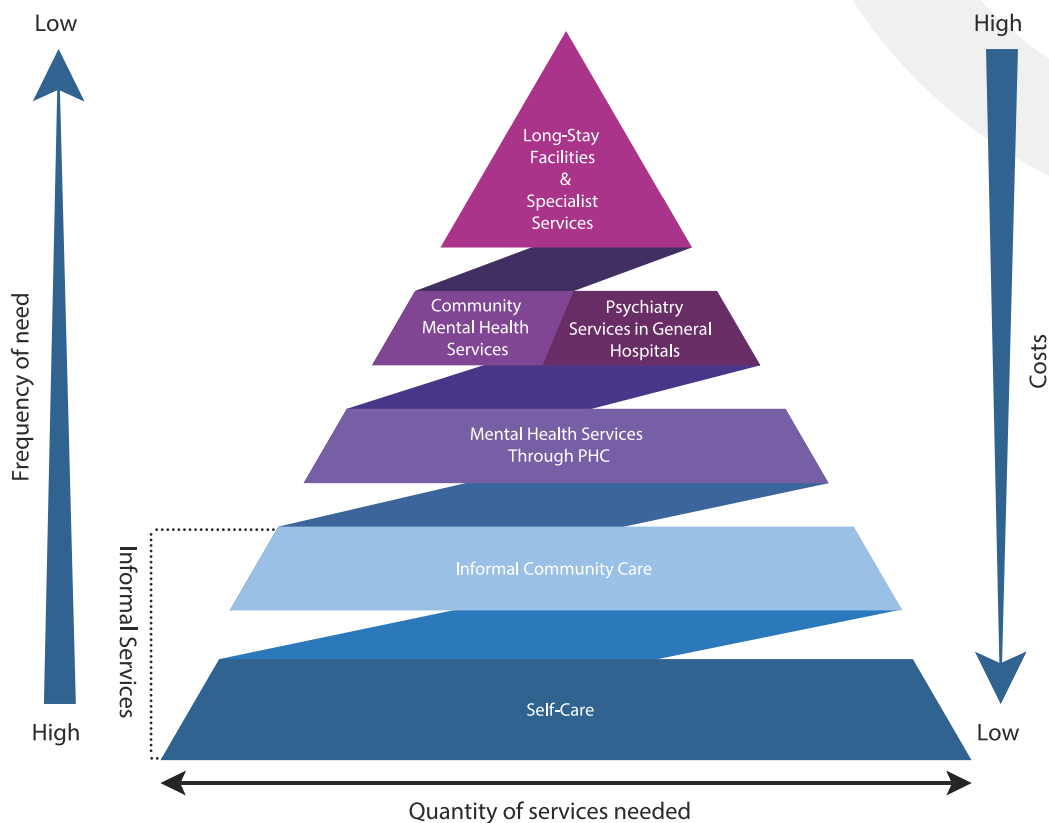 Low
High
Long-Stay
Facilities
&
Specialist
Services
Community
Mental Health
Services
Psychiatry
Services in General
Hospitals
Frequency of need
Costs
Mental Health Services
Through PHC
Informal Services
Informal Community Care
Self-Care
High
Low
Quantity of services needed